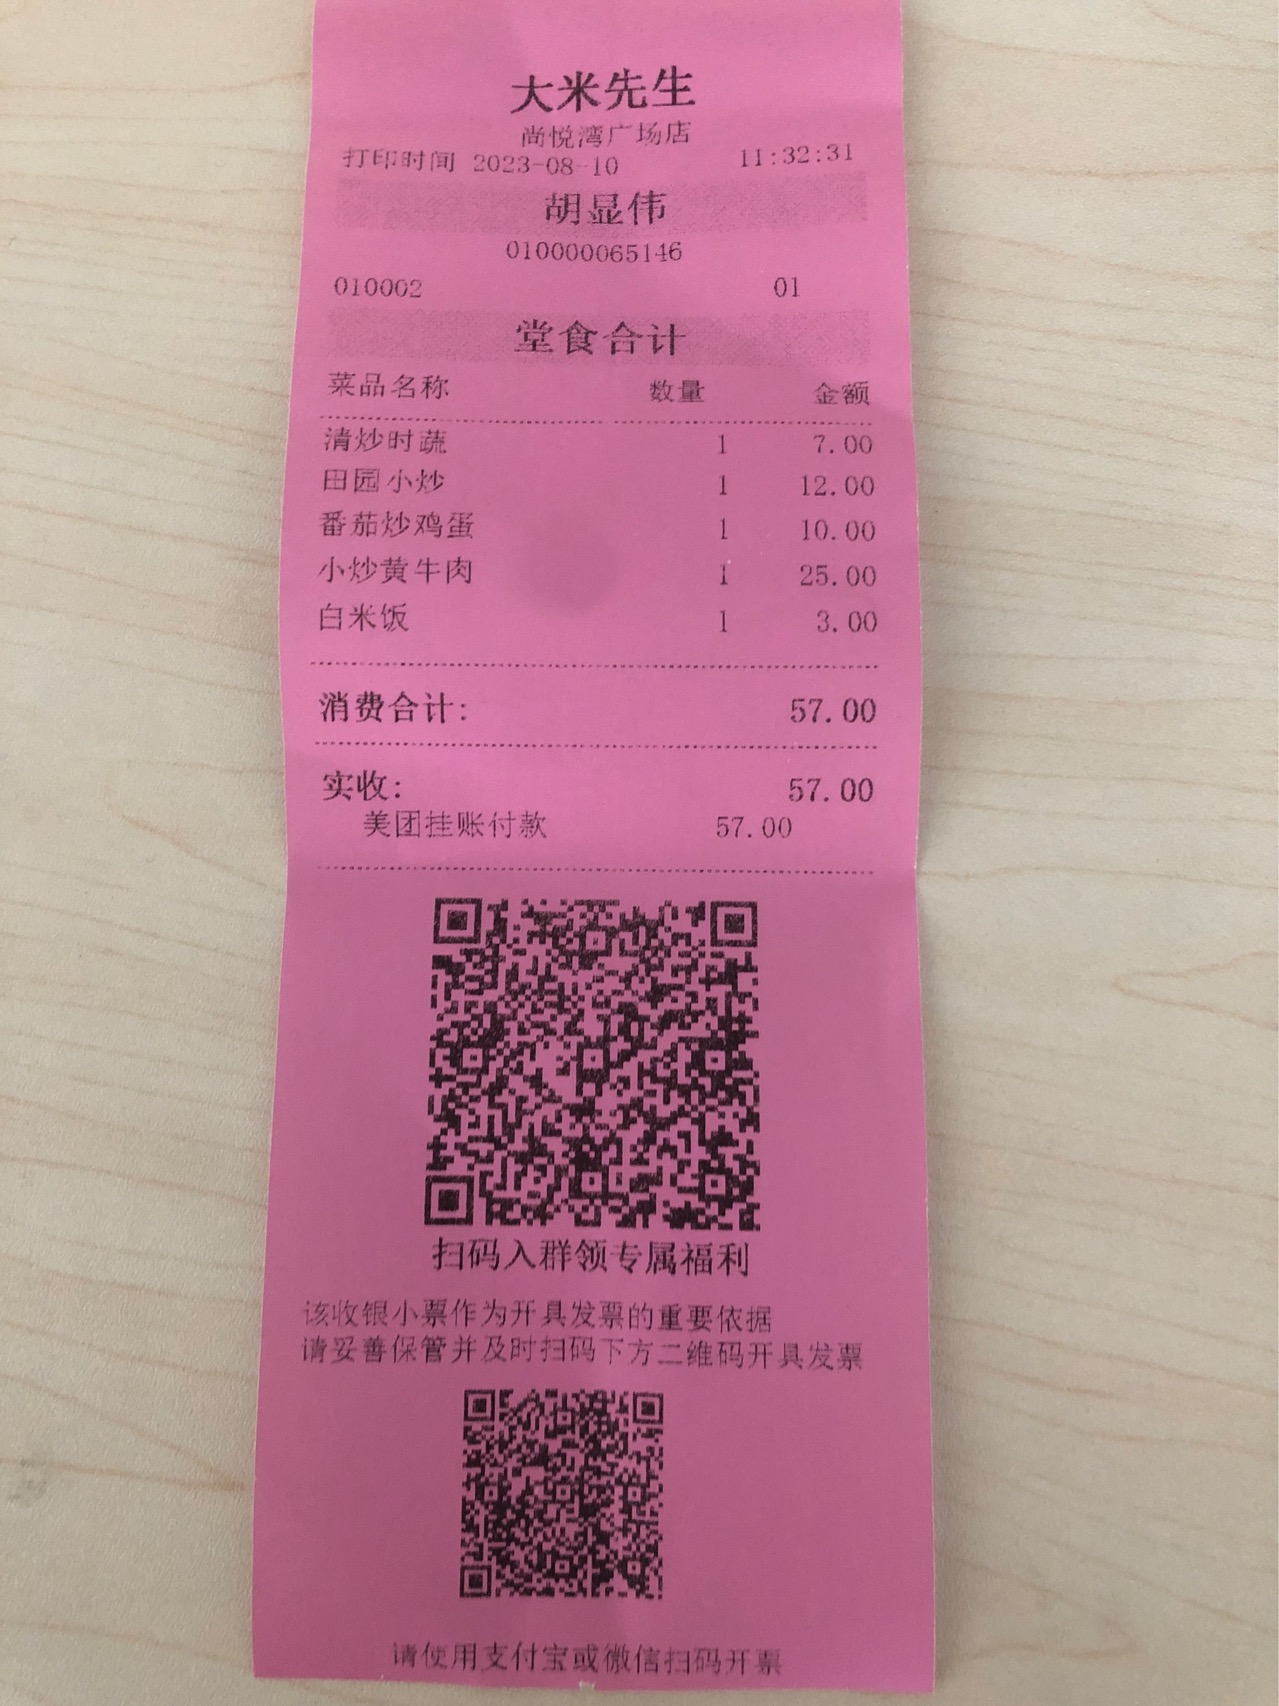 大米先生
尚悦湾广场店
打印时间 2023-08-10 11:32:31
胡显伟
010000065146
010002 01
堂食合计
菜品名称 数量 金额
清炒时蔬 1 7.00
田园小炒 1 12.00
番茄炒鸡蛋 1 10.00
小炒黄牛肉 1 25.00
白米饭 1 3.00
消费合计: 57.00
实收: 57.00
美团挂账付款 57.00
扫码入群领专属福利
该收银小票作为开具发票的重要依据
请妥善保管并及时扫码下方二维码开具发票
请使用支付宝或微信扫码开票